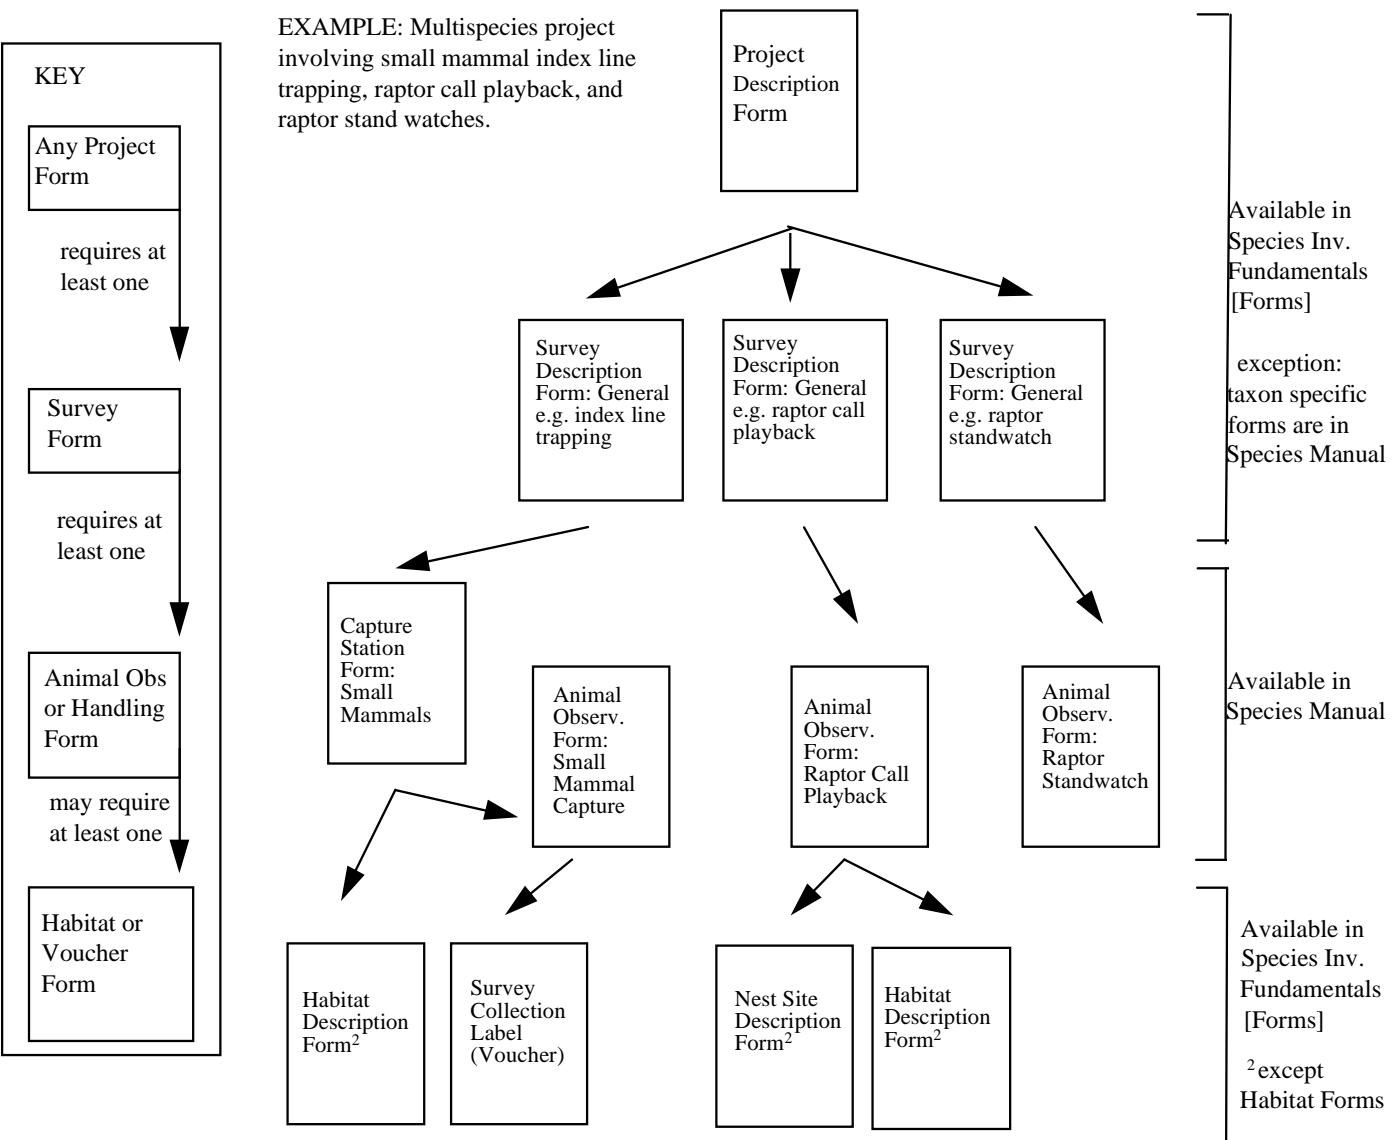 EXAMPLE: Multispecies project
involving small mammal index line
trapping, raptor call playback, and
raptor stand watches.
KEY
Any Project
Form
requires at
least one
Survey
Form
requires at
least one
Animal Obs
or Handling
Form
may require
at least one
Habitat or
Voucher
Form
Project
Description
Form
Survey
Description
Form: General
e.g. index line
trapping
Survey
Description
Form: General
e.g. raptor call
playback
Survey
Description
Form: General
e.g. raptor
standwatch
Capture
Station
Form:
Small
Mammals
Animal
Observ.
Form:
Small
Mammal
Capture
Animal
Observ.
Form:
Raptor Call
Playback
Animal
Observ.
Form:
Raptor
Standwatch
Habitat
Description
Form²
Survey
Collection
Label
(Voucher)
Nest Site
Description
Form²
Habitat
Description
Form²
Available in
Species Inv.
Fundamentals
[Forms]
exception:
taxon specific
forms are in
Species Manual
Available in
Species Manual
Available in
Species Inv.
Fundamentals
[Forms]
² except
Habitat Forms